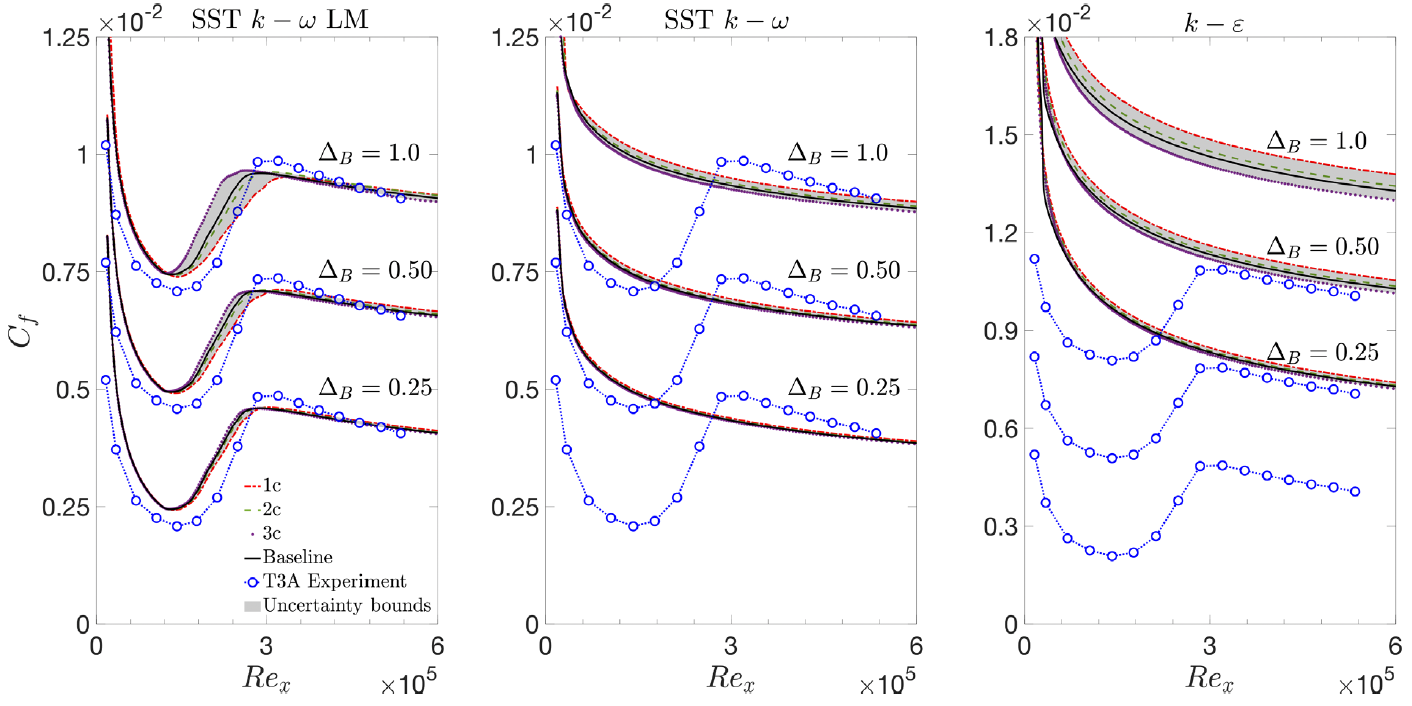 ×10⁻² SST k − ω LM
1.25
1
0.75
0.5
0.25
0
C_f
Δ_B = 1.0
Δ_B = 0.50
Δ_B = 0.25
1c
2c
3c
Baseline
T3A Experiment
Uncertainty bounds
0 3 6
Re_x ×10⁵
×10⁻² SST k − ω
1.25
1
0.75
0.5
0.25
0
Δ_B = 1.0
Δ_B = 0.50
Δ_B = 0.25
0 3 6
Re_x ×10⁵
×10⁻² k − ε
1.8
1.5
1.2
0.9
0.6
0.3
0
Δ_B = 1.0
Δ_B = 0.50
Δ_B = 0.25
0 3 6
Re_x ×10⁵